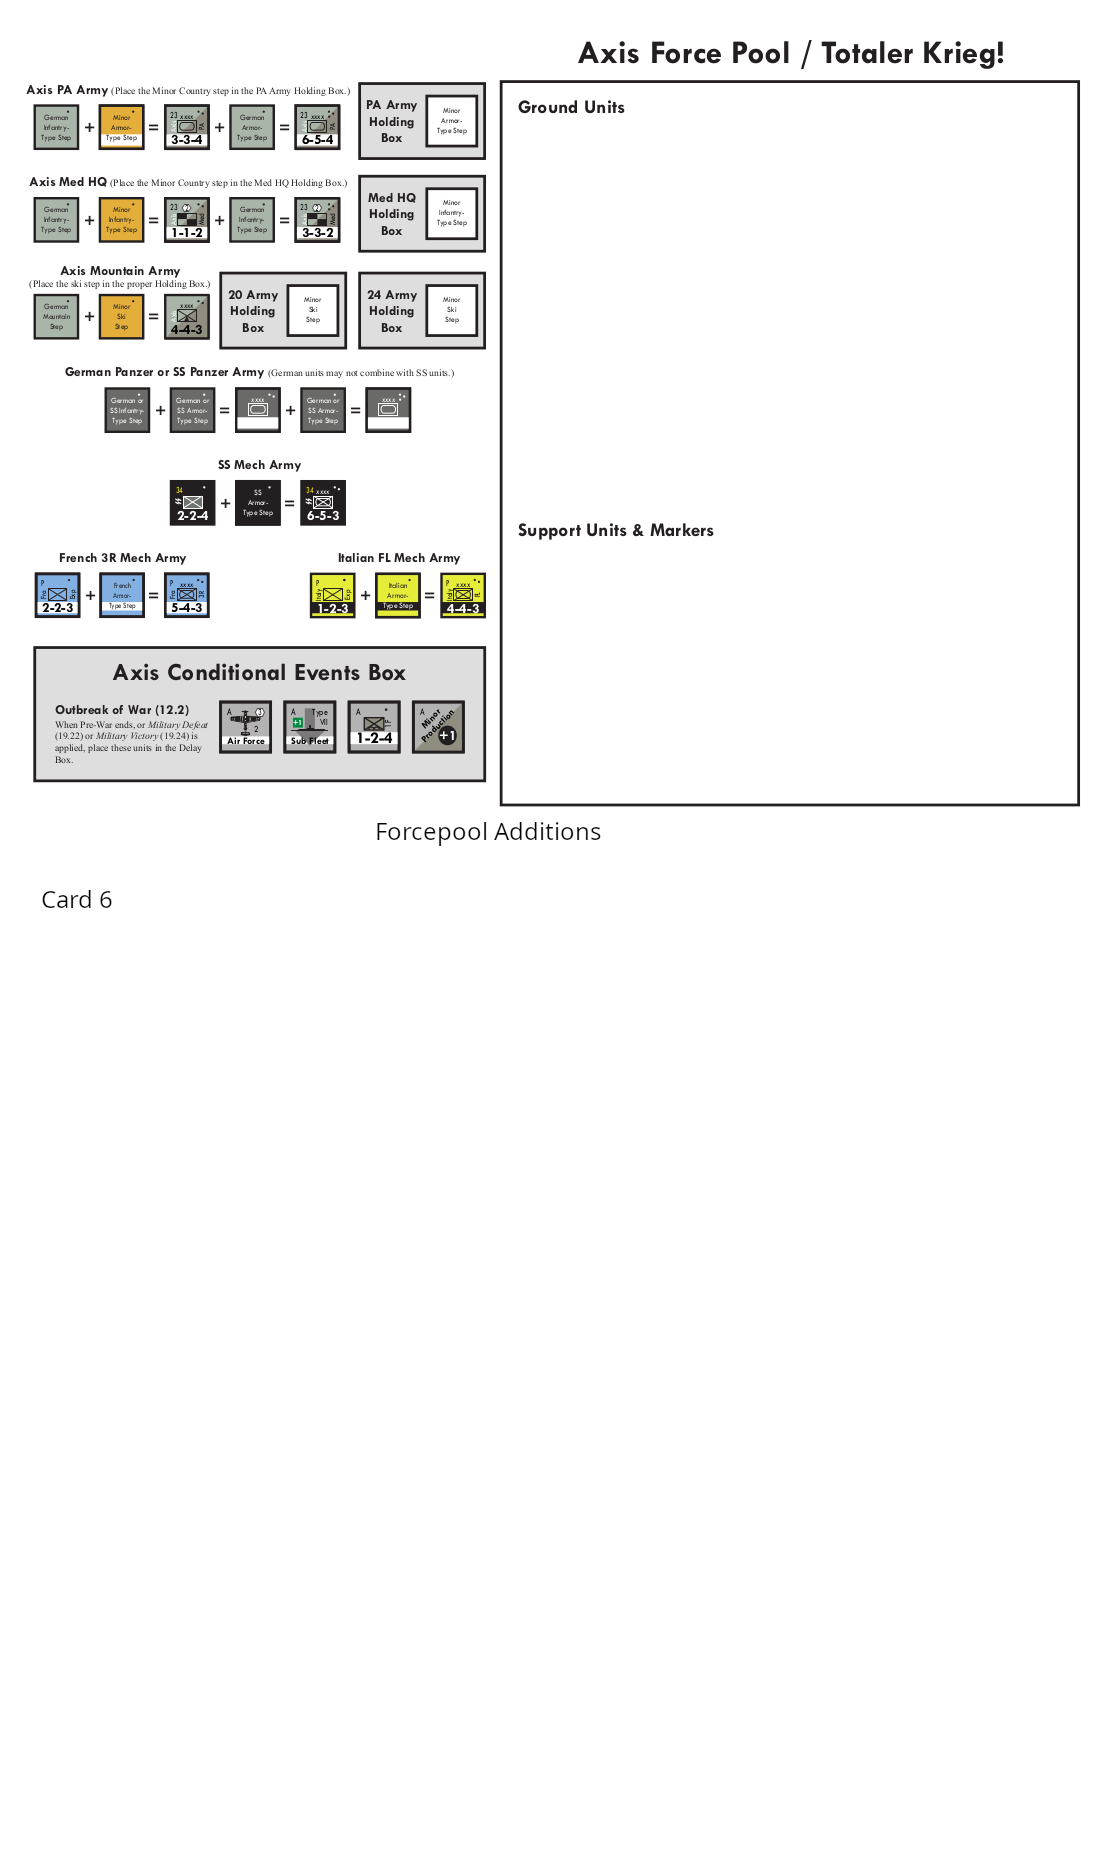 Axis Force Pool / Totaler Krieg!
Axis PA Army (Place the Minor Country step in the PA Army Holding Box.)
German
Infantry-
Type Step
+
Minor
Armor-
Type Step
=
23 xxxx
PA
3-3-4
+
German
Armor-
Type Step
=
23 xxxx
PA
6-5-4
PA Army
Holding
Box
Minor
Armor-
Type Step
Axis Med HQ (Place the Minor Country step in the Med HQ Holding Box.)
German
Infantry-
Type Step
+
Minor
Infantry-
Type Step
=
23 2
Med
1-1-2
+
German
Infantry-
Type Step
=
23 2
Med
3-3-2
Med HQ
Holding
Box
Minor
Infantry-
Type Step
Axis Mountain Army
(Place the ski step in the proper Holding Box.)
German
Mountain
Step
+
Minor
Ski
Step
=
xxxx
4-4-3
20 Army
Holding
Box
Minor
Ski
Step
24 Army
Holding
Box
Minor
Ski
Step
German Panzer or SS Panzer Army (German units may not combine with SS units.)
German or
SS Infantry-
Type Step
+
German or
SS Armor-
Type Step
=
xxxx
+
German or
SS Armor-
Type Step
=
xxxx
SS Mech Army
34
2-2-4
+
SS
Armor-
Type Step
=
34 xxxx
6-5-3
French 3R Mech Army
P
Fra
Exp
2-2-3
+
French
Armor-
Type Step
=
P xxxx
Fra
3R
5-4-3
Italian FL Mech Army
P
Italy
Exp
1-2-3
+
Italian
Armor-
Type Step
=
P xxxx
Italy
FL
4-4-3
Axis Conditional Events Box
Outbreak of War (12.2)
When Pre-War ends, or Military Defeat
(19.22) or Military Victory (19.24) is
applied, place these units in the Delay
Box.
A 3
2
Air Force
A Type
VII
+1
Sub Fleet
A
1-2-4
A
Minor
Production
+1
Ground Units
Support Units & Markers
Forcepool Additions
Card 6